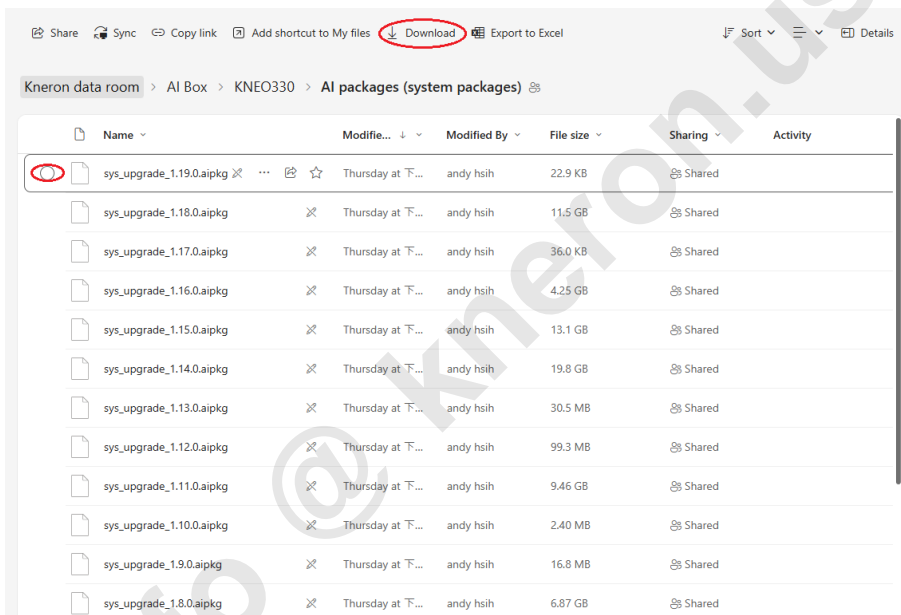 Share Sync Copy link Add shortcut to My files Download Export to Excel Sort Details
Kneron data room > AI Box > KNEO330 > AI packages (system packages)
Name Modifie... Modified By File size Sharing Activity
sys_upgrade_1.19.0.aipkg ... Thursday at 下... andy hsih 22.9 KB Shared
sys_upgrade_1.18.0.aipkg Thursday at 下... andy hsih 11.5 GB Shared
sys_upgrade_1.17.0.aipkg Thursday at 下... andy hsih 36.0 KB Shared
sys_upgrade_1.16.0.aipkg Thursday at 下... andy hsih 4.25 GB Shared
sys_upgrade_1.15.0.aipkg Thursday at 下... andy hsih 13.1 GB Shared
sys_upgrade_1.14.0.aipkg Thursday at 下... andy hsih 19.8 GB Shared
sys_upgrade_1.13.0.aipkg Thursday at 下... andy hsih 30.5 MB Shared
sys_upgrade_1.12.0.aipkg Thursday at 下... andy hsih 99.3 MB Shared
sys_upgrade_1.11.0.aipkg Thursday at 下... andy hsih 9.46 GB Shared
sys_upgrade_1.10.0.aipkg Thursday at 下... andy hsih 2.40 MB Shared
sys_upgrade_1.9.0.aipkg Thursday at 下... andy hsih 16.8 MB Shared
sys_upgrade_1.8.0.aipkg Thursday at 下... andy hsih 6.87 GB Shared
@ kneron.us